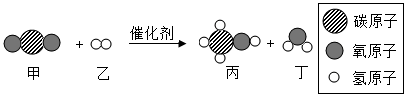 催化剂
+ +
甲 乙 丙 丁
碳原子
氧原子
氢原子